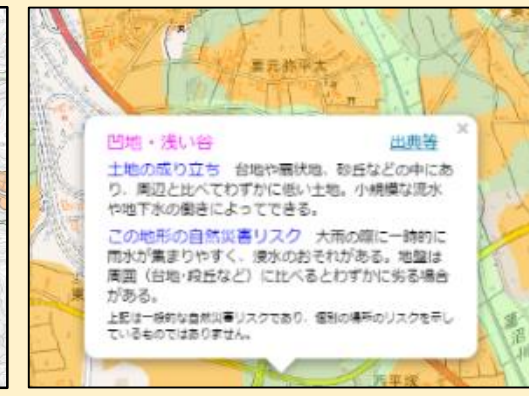 凹地・浅い谷 出典等 ×
土地の成り立ち 台地や扇状地、砂丘などの中にあ
り、周辺と比べてわずかに低い土地。小規模な流水
や地下水の働きによってできる。
この地形の自然災害リスク 大雨の際に一時的に
雨水が集まりやすく、浸水のおそれがある。地盤は
周囲（台地・段丘など）に比べるとわずかに劣る場合
がある。
上記は一般的な自然災害リスクであり、個別の場所のリスクを示し
ているものではありません。
東
蓮沼川
西平塚